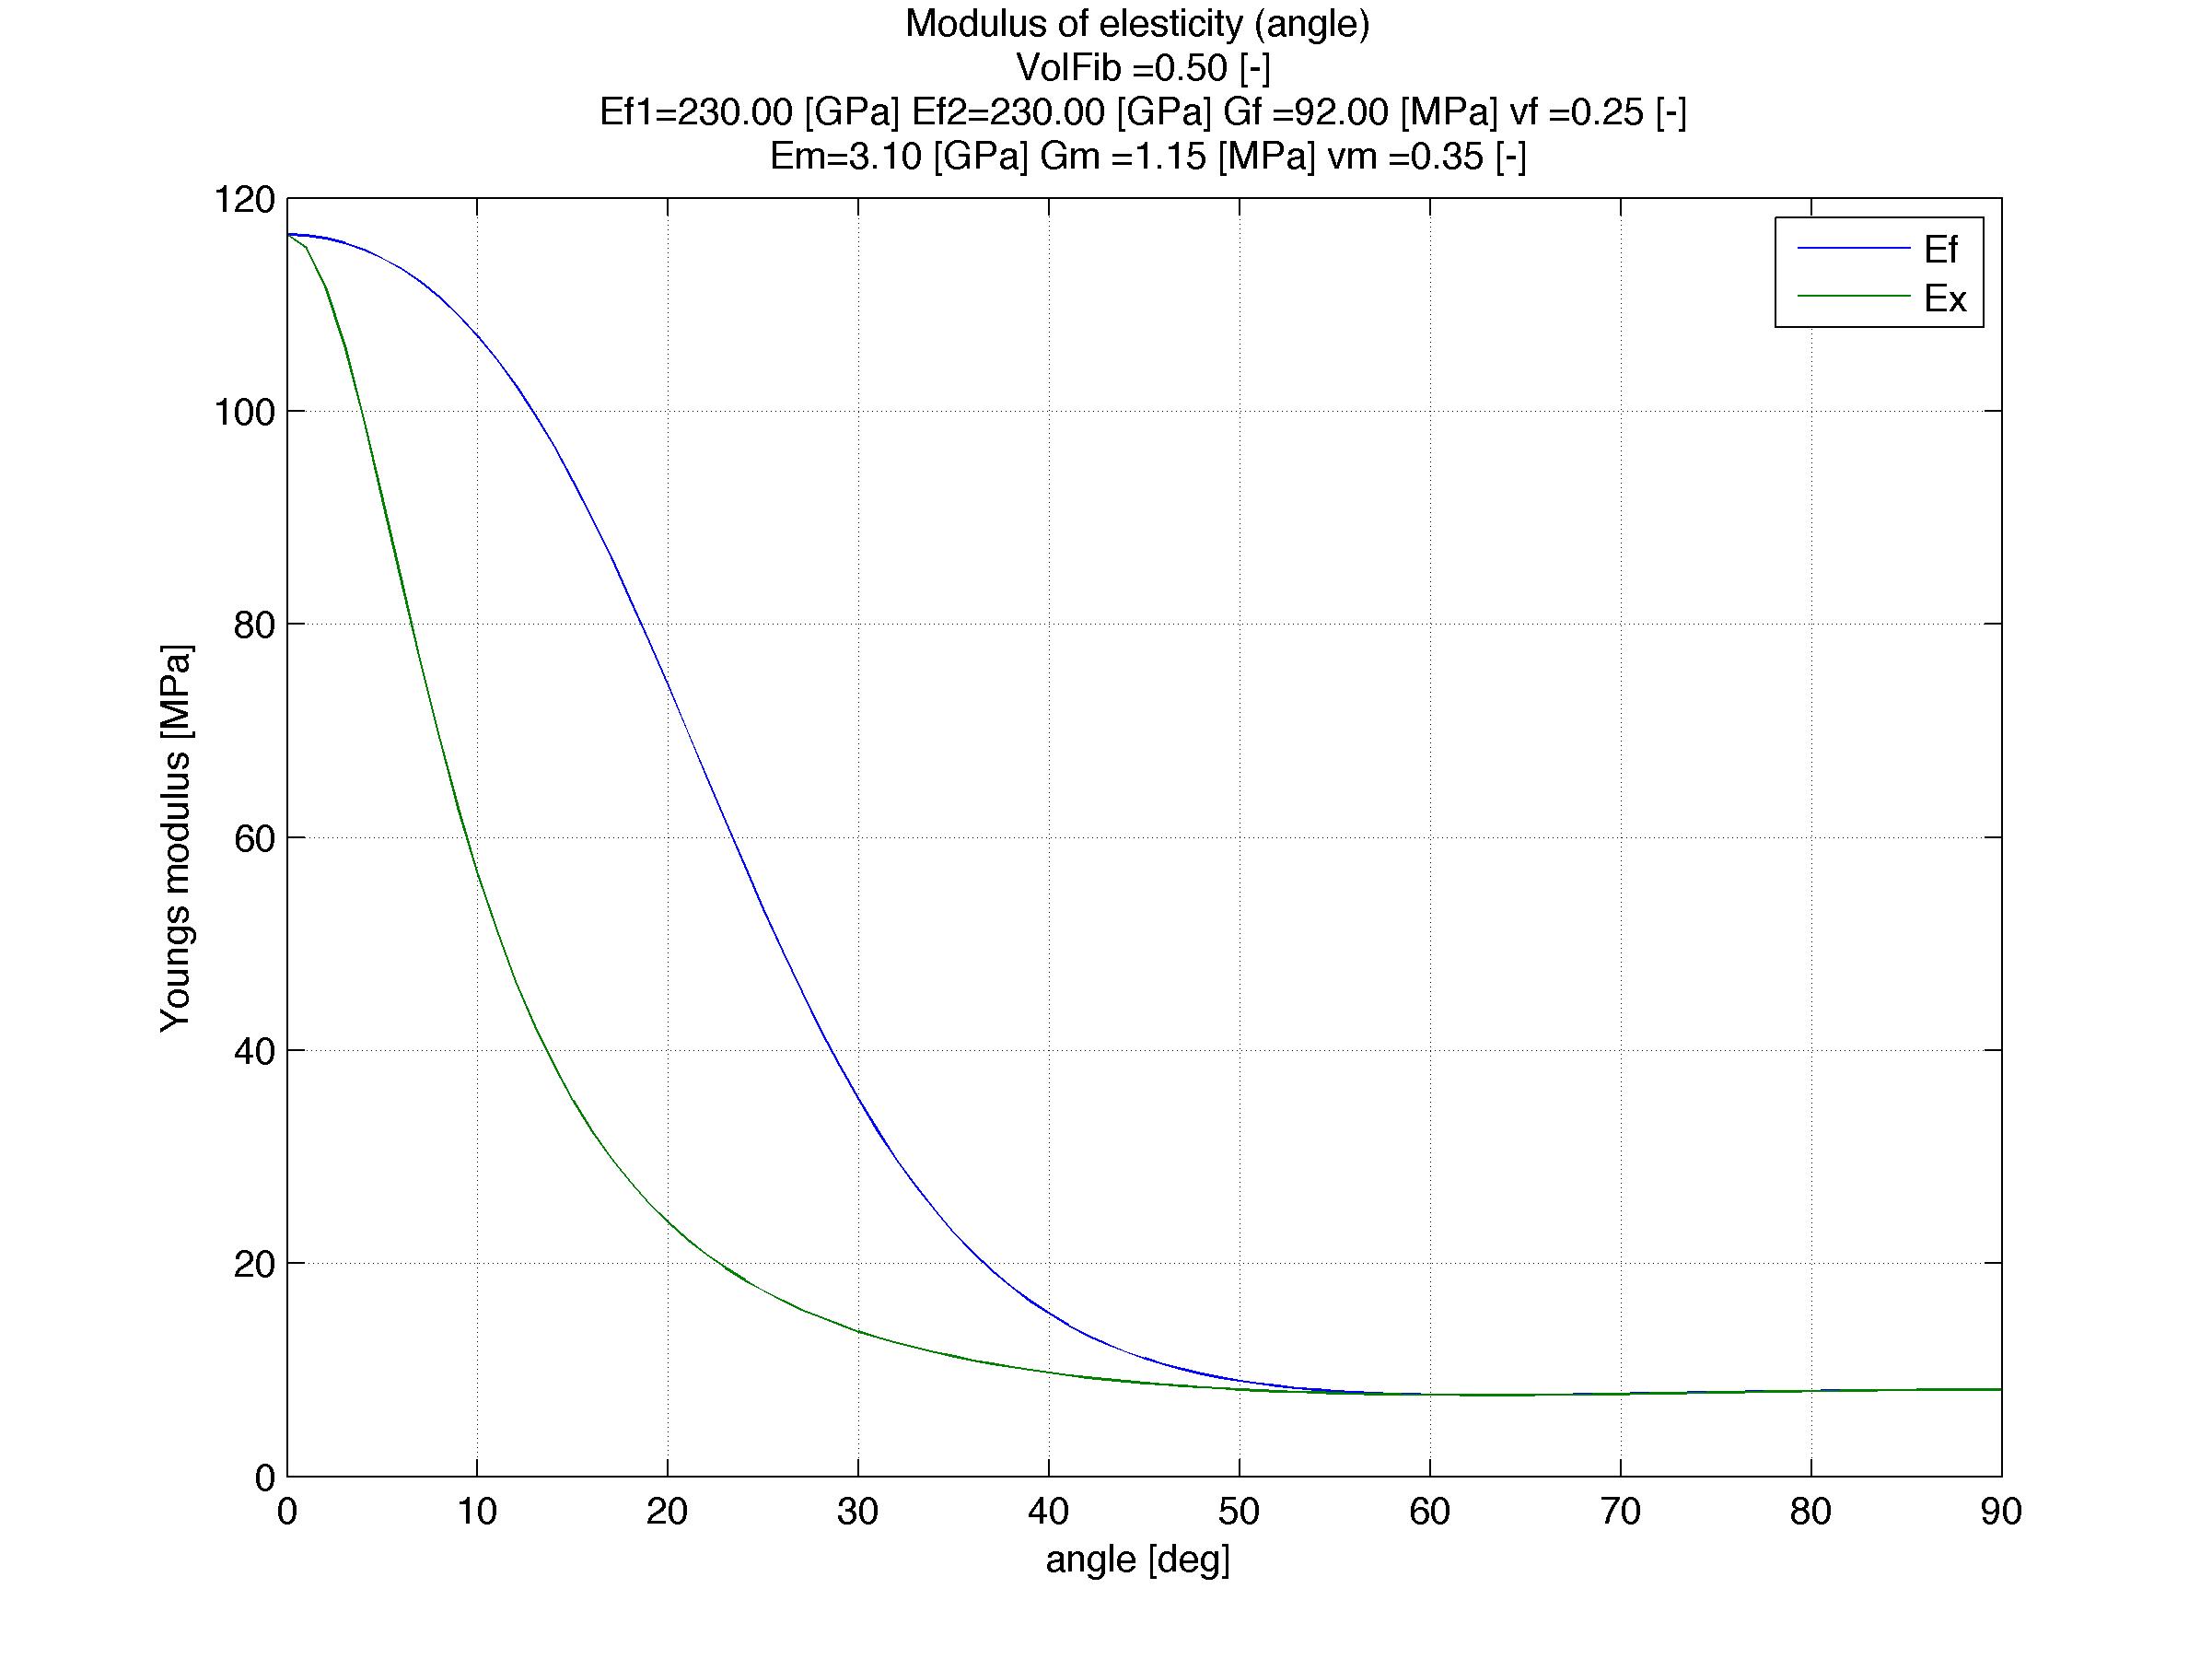 Modulus of elesticity (angle)
VolFib =0.50 [-]
Ef1=230.00 [GPa] Ef2=230.00 [GPa] Gf =92.00 [MPa] vf =0.25 [-]
Em=3.10 [GPa] Gm =1.15 [MPa] vm =0.35 [-]
Ef
Ex
120
100
80
60
40
20
0
Youngs modulus [MPa]
0 10 20 30 40 50 60 70 80 90
angle [deg]